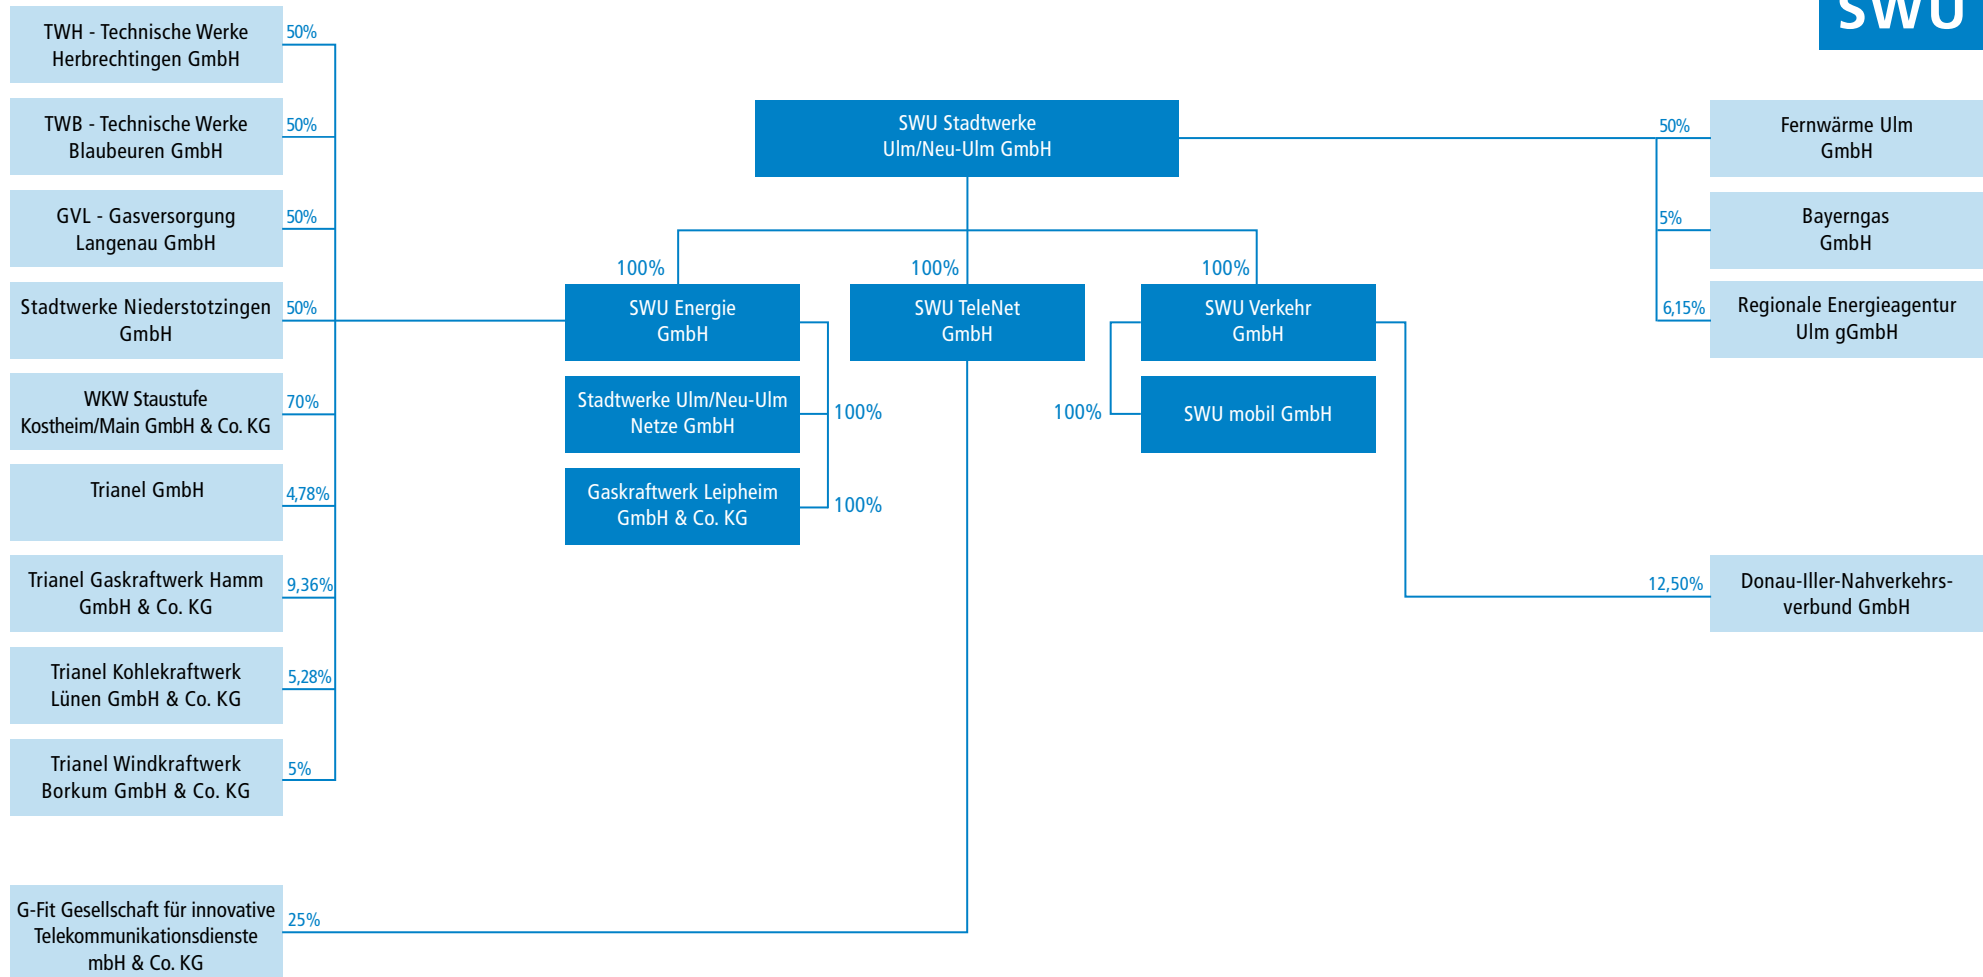 SWU
TWH - Technische Werke
Herbrechtingen GmbH
50%
TWB - Technische Werke
Blaubeuren GmbH
50%
GVL - Gasversorgung
Langenau GmbH
50%
Stadtwerke Niederstotzingen
GmbH
50%
WKW Staustufe
Kostheim/Main GmbH & Co. KG
70%
Trianel GmbH
4,78%
Trianel Gaskraftwerk Hamm
GmbH & Co. KG
9,36%
Trianel Kohlekraftwerk
Lünen GmbH & Co. KG
5,28%
Trianel Windkraftwerk
Borkum GmbH & Co. KG
5%
G-Fit Gesellschaft für innovative
Telekommunikationsdienste
mbH & Co. KG
25%
SWU Stadtwerke
Ulm/Neu-Ulm GmbH
100%
SWU Energie
GmbH
Stadtwerke Ulm/Neu-Ulm
Netze GmbH
100%
Gaskraftwerk Leipheim
GmbH & Co. KG
100%
100%
SWU TeleNet
GmbH
100%
SWU Verkehr
GmbH
100%
SWU mobil GmbH
50%
Fernwärme Ulm
GmbH
5%
Bayerngas
GmbH
6,15%
Regionale Energieagentur
Ulm gGmbH
12,50%
Donau-Iller-Nahverkehrs-
verbund GmbH